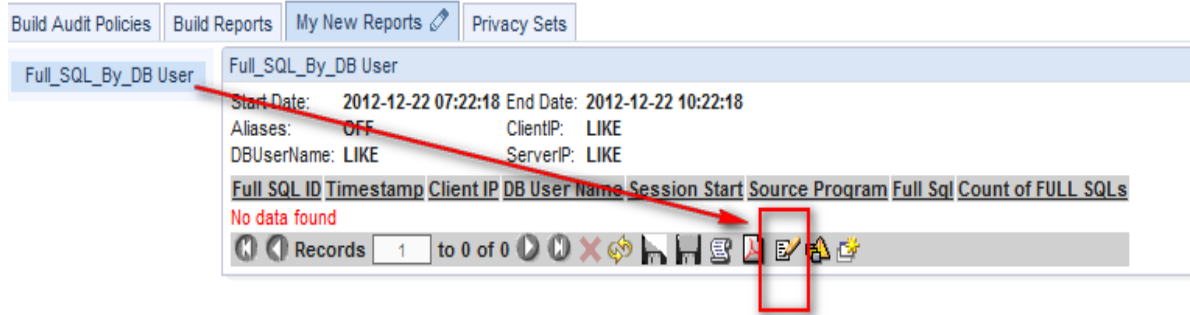 Build Audit Policies Build Reports My New Reports Privacy Sets
Full_SQL_By_DB User
Full_SQL_By_DB User
Start Date: 2012-12-22 07:22:18 End Date: 2012-12-22 10:22:18
Aliases: OFF ClientIP: LIKE
DBUserName: LIKE ServerIP: LIKE
Full SQL ID Timestamp Client IP DB User Name Session Start Source Program Full Sql Count of FULL SQLs
No data found
Records 1 to 0 of 0